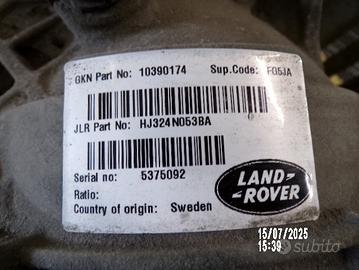 GKN Part No: 10390174 Sup.Code: FG5JA
JLR Part No: HJ324N053BA
Serial no: 5375092
Ratio:
Country of origin: Sweden
LAND-
-ROVER
15/07/2025
15:39
subito